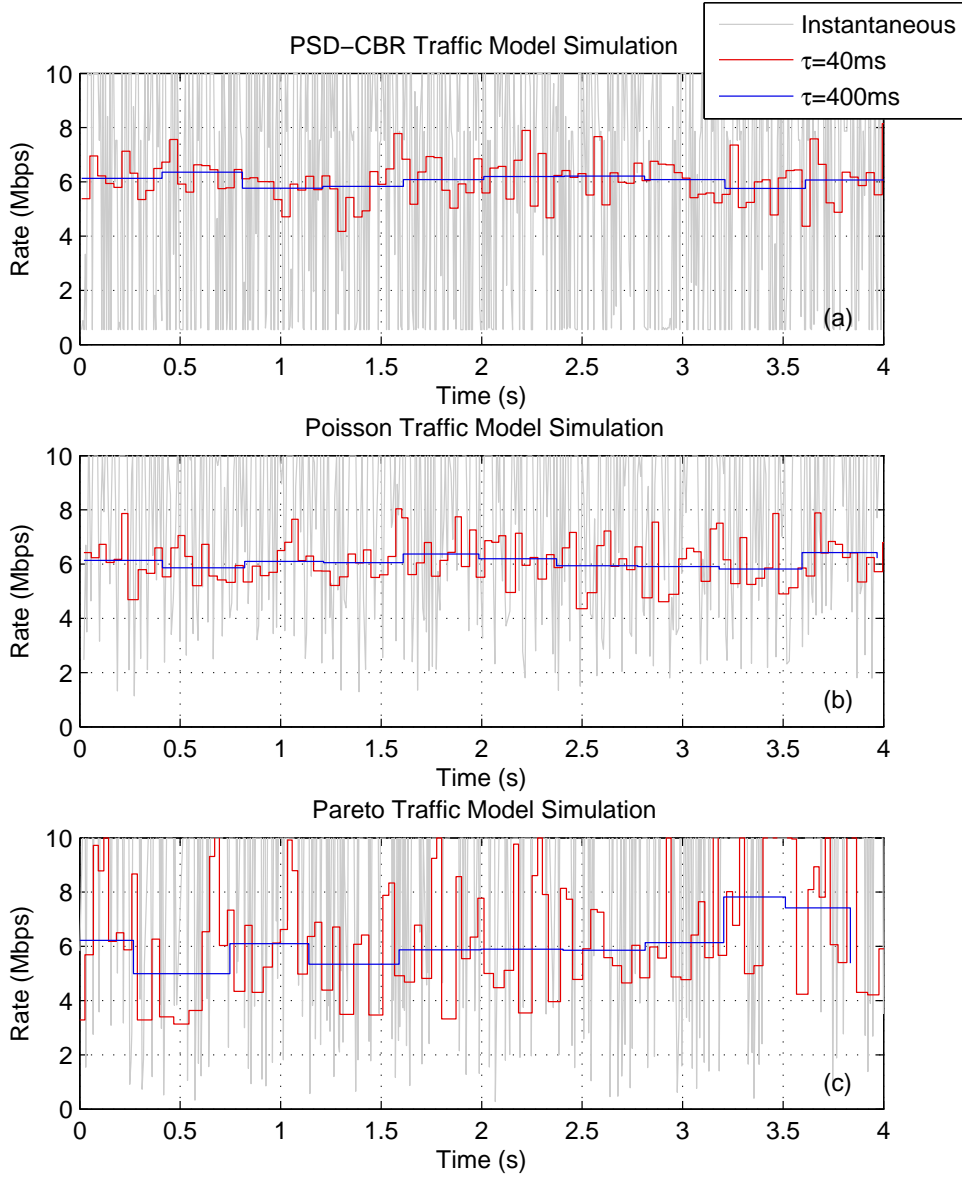 Instantaneous
τ=40ms
τ=400ms
PSD−CBR Traffic Model Simulation
10
8
6
4
2
0
Rate (Mbps)
(a)
0 0.5 1 1.5 2 2.5 3 3.5 4
Time (s)
Poisson Traffic Model Simulation
10
8
6
4
2
0
Rate (Mbps)
(b)
0 0.5 1 1.5 2 2.5 3 3.5 4
Time (s)
Pareto Traffic Model Simulation
10
8
6
4
2
0
Rate (Mbps)
(c)
0 0.5 1 1.5 2 2.5 3 3.5 4
Time (s)